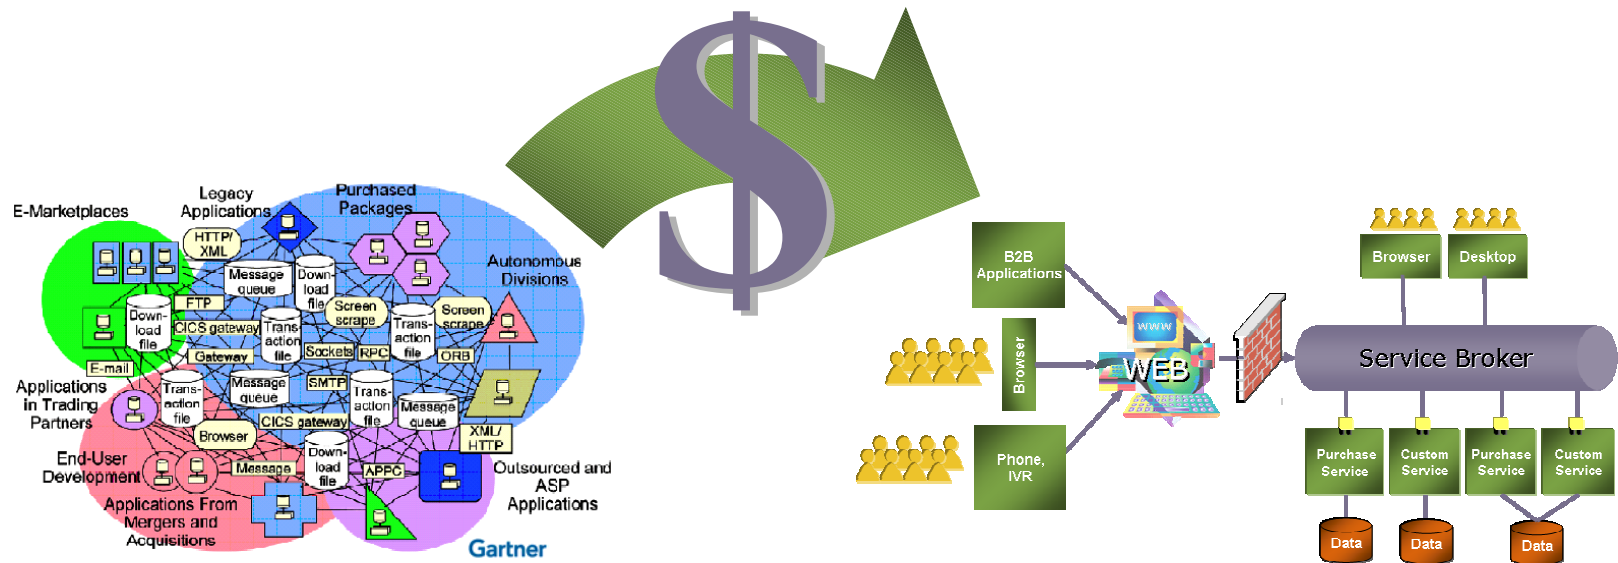 $
E-Marketplaces
Legacy
Applications
Purchased
Packages
HTTP/
XML
Message
queue
Down-
load
file
Autonomous
Divisions
Down-
load
file
FTP
CICS gateway
Trans-
action
file
Screen
scrape
Trans-
action
file
Screen
scrape
Gateway
Sockets
RPC
ORB
E-mail
Applications
in Trading
Partners
Trans-
action
file
Message
queue
SMTP
Trans-
action
file
Message
queue
CICS gateway
Browser
XML/
HTTP
End-User
Development
Message
Down-
load
file
APPC
Outsourced and
ASP
Applications
Applications From
Mergers and
Acquisitions
Gartner
B2B
Applications
Browser
Phone,
IVR
WWW
WEB
Browser
Desktop
Service Broker
Purchase
Service
Custom
Service
Purchase
Service
Custom
Service
Data
Data
Data